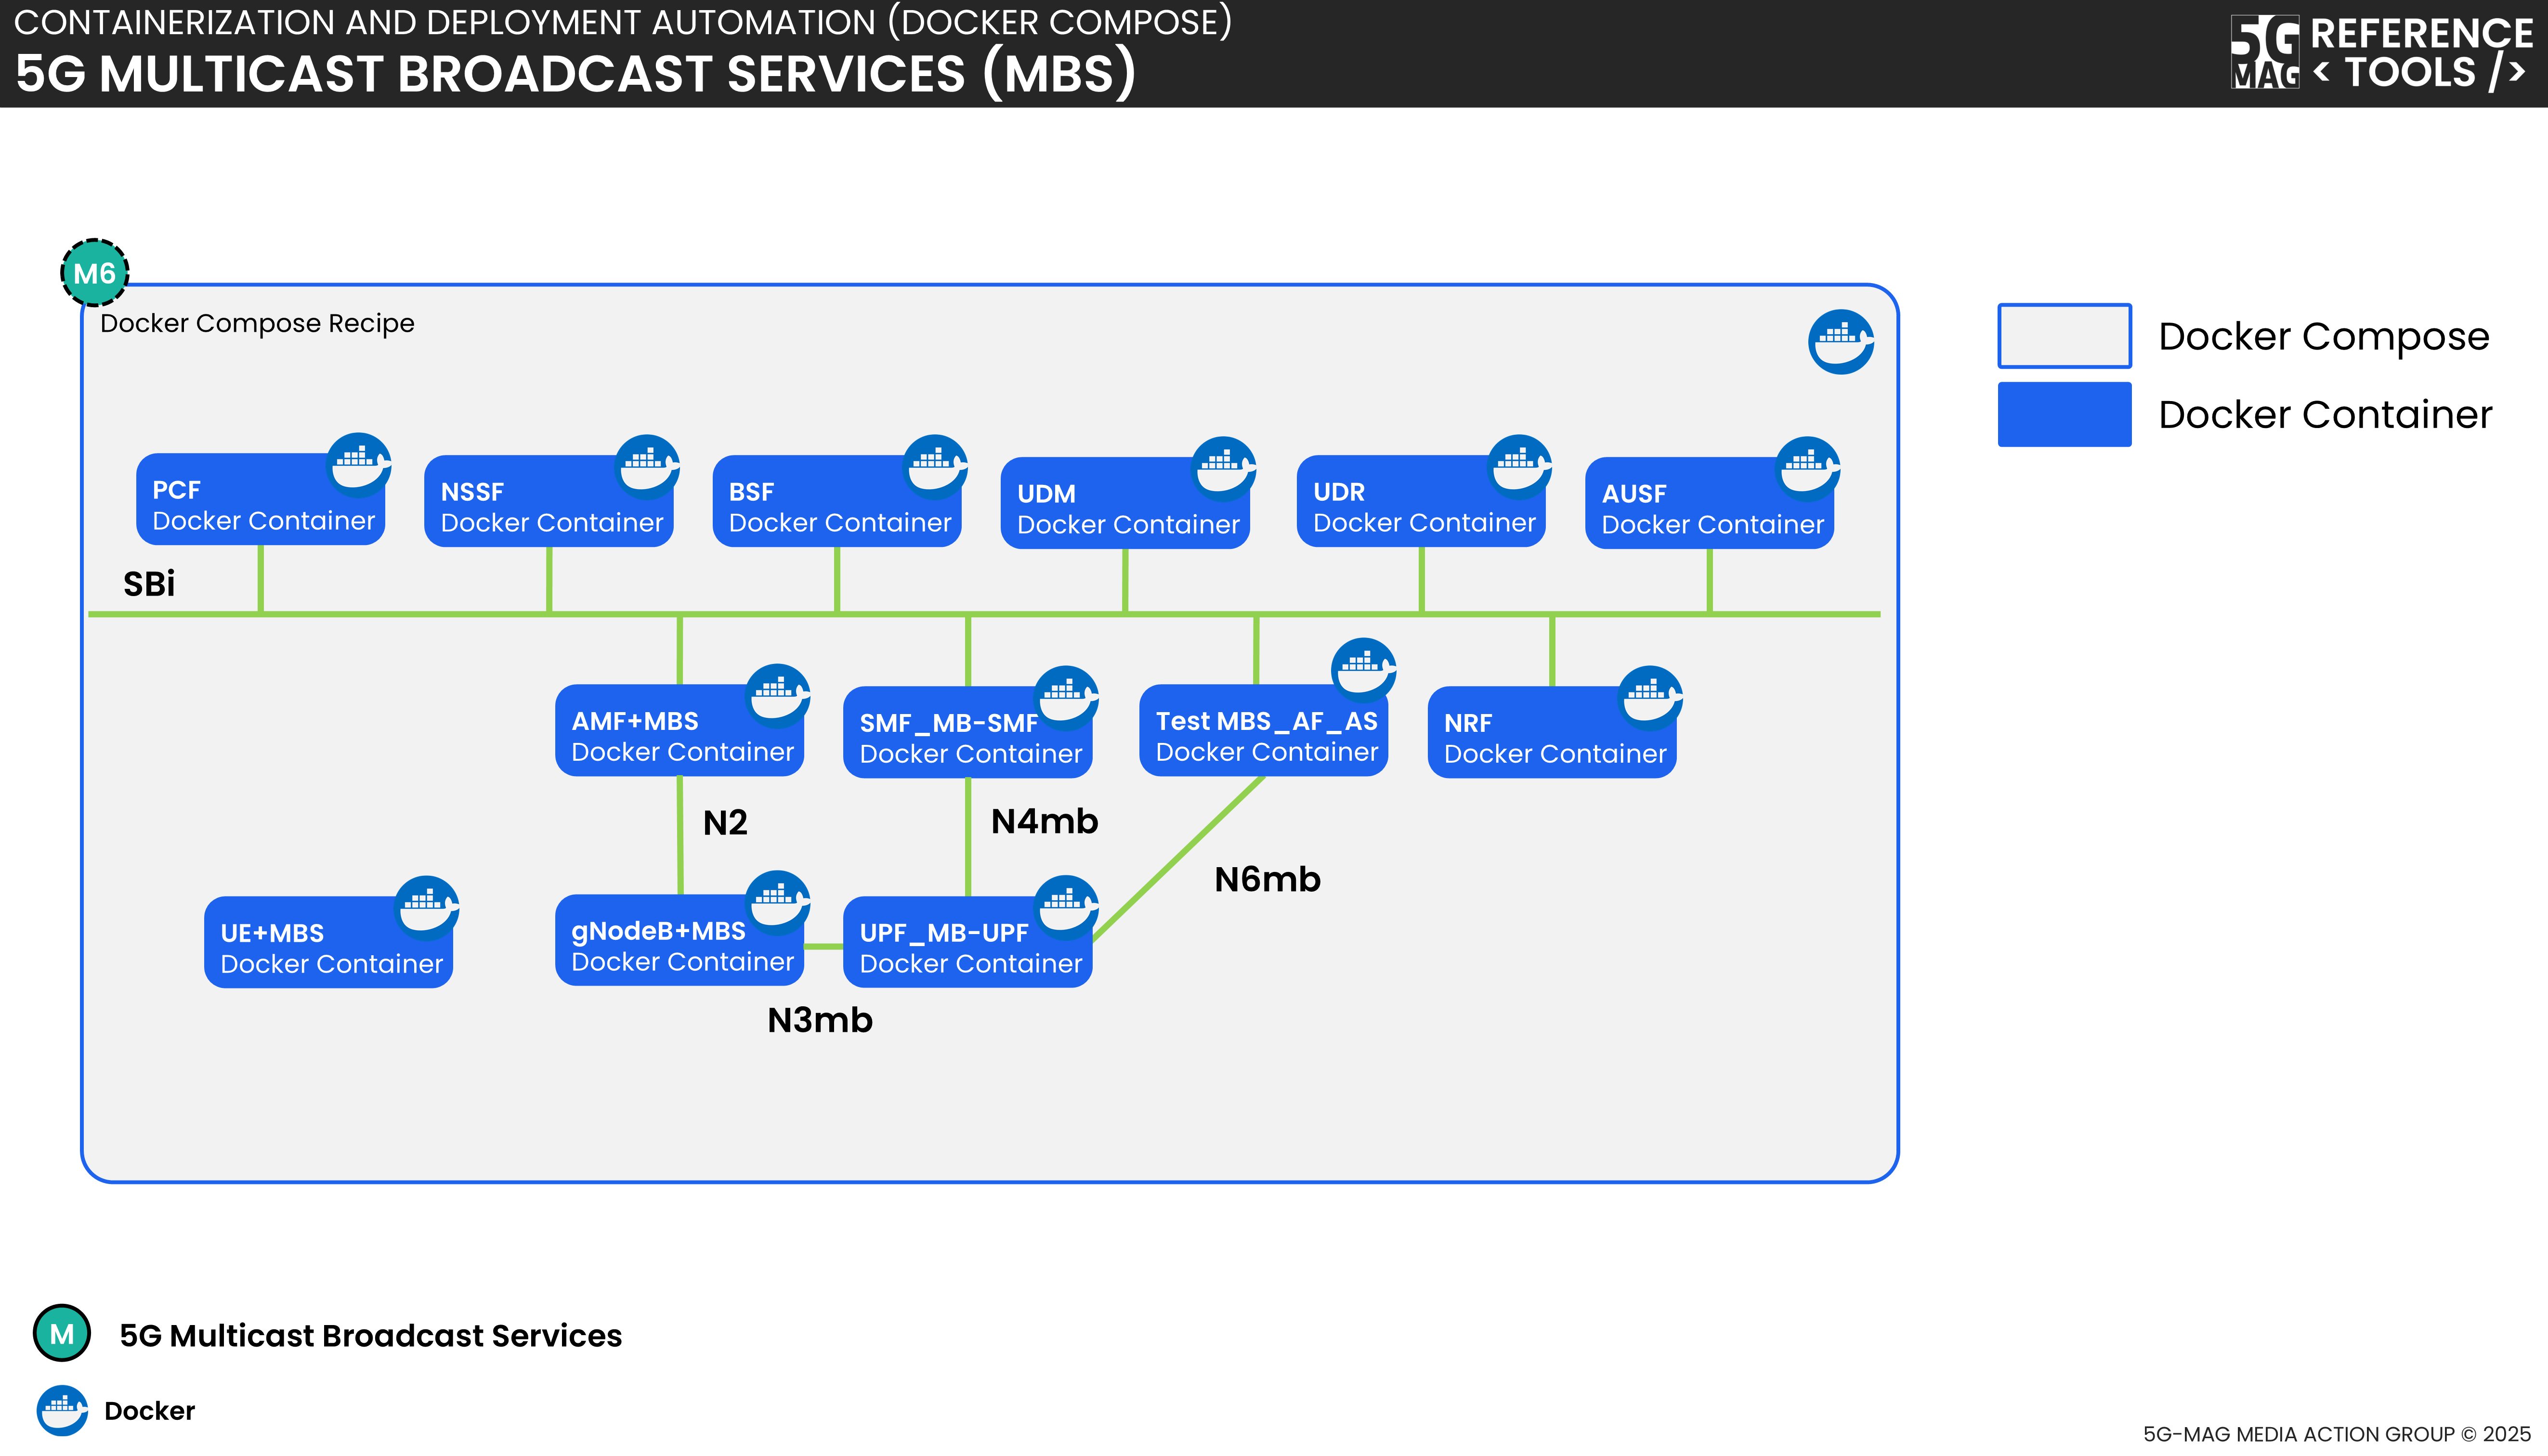 CONTAINERIZATION AND DEPLOYMENT AUTOMATION (DOCKER COMPOSE)
5G MULTICAST BROADCAST SERVICES (MBS)
5G MAG
REFERENCE
< TOOLS />
M6
Docker Compose Recipe
Docker Compose
Docker Container
PCF
Docker Container
NSSF
Docker Container
BSF
Docker Container
UDM
Docker Container
UDR
Docker Container
AUSF
Docker Container
SBi
AMF+MBS
Docker Container
SMF_MB-SMF
Docker Container
Test MBS_AF_AS
Docker Container
NRF
Docker Container
N2
N4mb
N6mb
UE+MBS
Docker Container
gNodeB+MBS
Docker Container
UPF_MB-UPF
Docker Container
N3mb
M
5G Multicast Broadcast Services
Docker
5G-MAG MEDIA ACTION GROUP © 2025